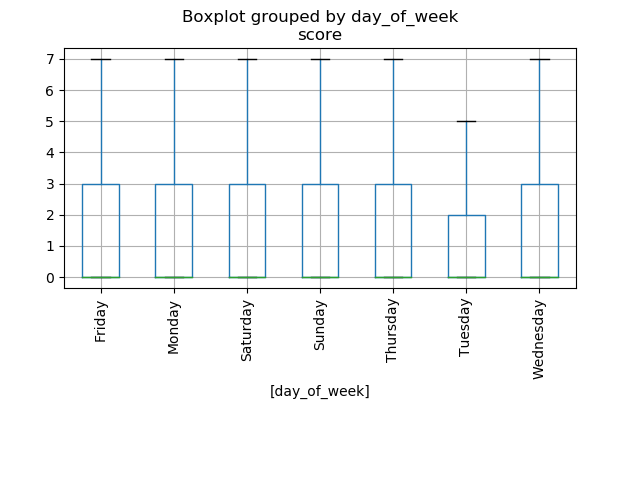 Boxplot grouped by day_of_week
score
7
6
5
4
3
2
1
0
Friday
Monday
Saturday
Sunday
Thursday
Tuesday
Wednesday
[day_of_week]